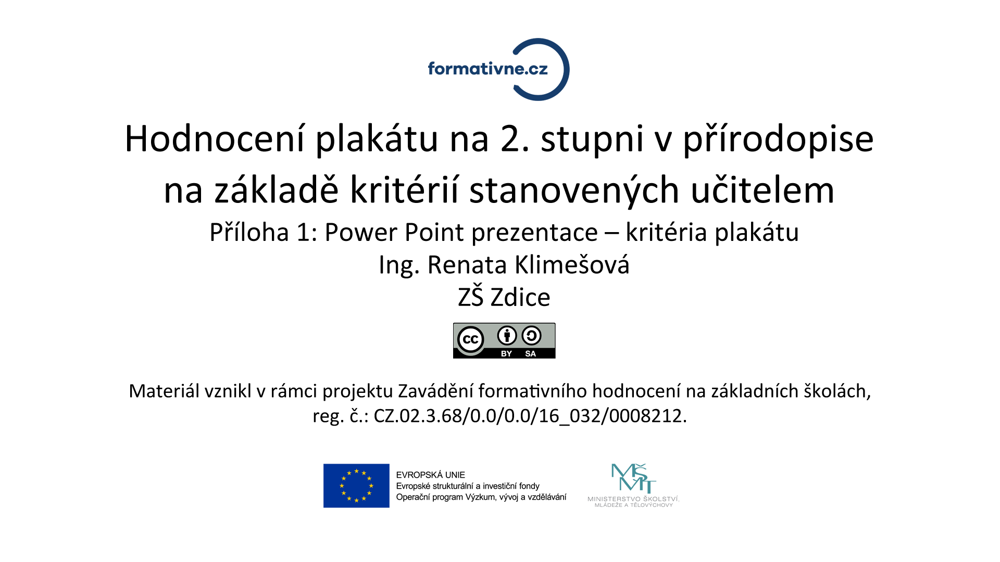 formativne.cz
Hodnocení plakátu na 2. stupni v přírodopise
na základě kritérií stanovených učitelem
Příloha 1: Power Point prezentace – kritéria plakátu
Ing. Renata Klimešová
ZŠ Zdice
cc
BY SA
Materiál vznikl v rámci projektu Zavádění formativního hodnocení na základních školách,
reg. č.: CZ.02.3.68/0.0/0.0/16_032/0008212.
EVROPSKÁ UNIE
Evropské strukturální a investiční fondy
Operační program Výzkum, vývoj a vzdělávání
MŠMT
MINISTERSTVO ŠKOLSTVÍ,
MLÁDEŽE A TĚLOVÝCHOVY